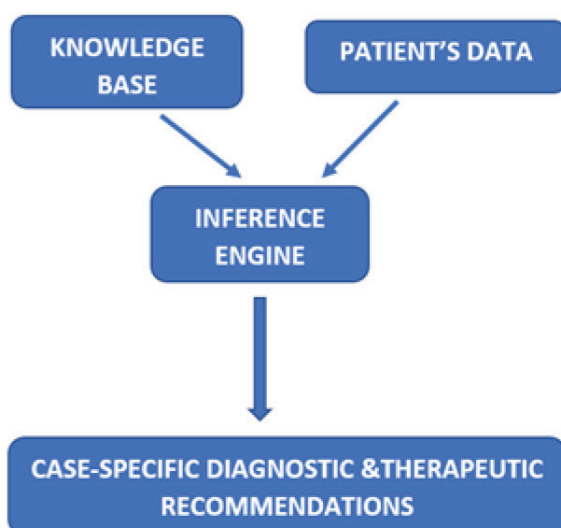 KNOWLEDGE
BASE
PATIENT’S DATA
INFERENCE
ENGINE
CASE-SPECIFIC DIAGNOSTIC &THERAPEUTIC
RECOMMENDATIONS